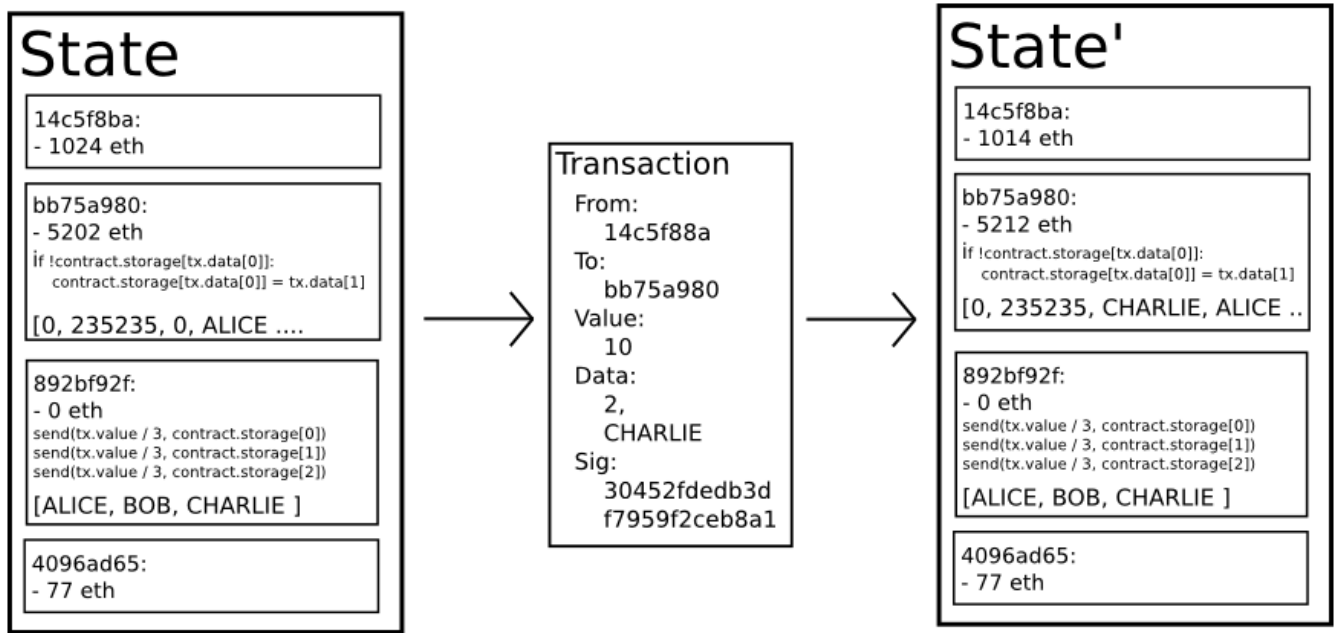 State
14c5f8ba:
- 1024 eth
bb75a980:
- 5202 eth
if !contract.storage[tx.data[0]]:
contract.storage[tx.data[0]] = tx.data[1]
[0, 235235, 0, ALICE ....
892bf92f:
- 0 eth
send(tx.value / 3, contract.storage[0])
send(tx.value / 3, contract.storage[1])
send(tx.value / 3, contract.storage[2])
[ALICE, BOB, CHARLIE ]
4096ad65:
- 77 eth
Transaction
From:
14c5f88a
To:
bb75a980
Value:
10
Data:
2,
CHARLIE
Sig:
30452fdedb3d
f7959f2ceb8a1
State'
14c5f8ba:
- 1014 eth
bb75a980:
- 5212 eth
if !contract.storage[tx.data[0]]:
contract.storage[tx.data[0]] = tx.data[1]
[0, 235235, CHARLIE, ALICE ..
892bf92f:
- 0 eth
send(tx.value / 3, contract.storage[0])
send(tx.value / 3, contract.storage[1])
send(tx.value / 3, contract.storage[2])
[ALICE, BOB, CHARLIE ]
4096ad65:
- 77 eth